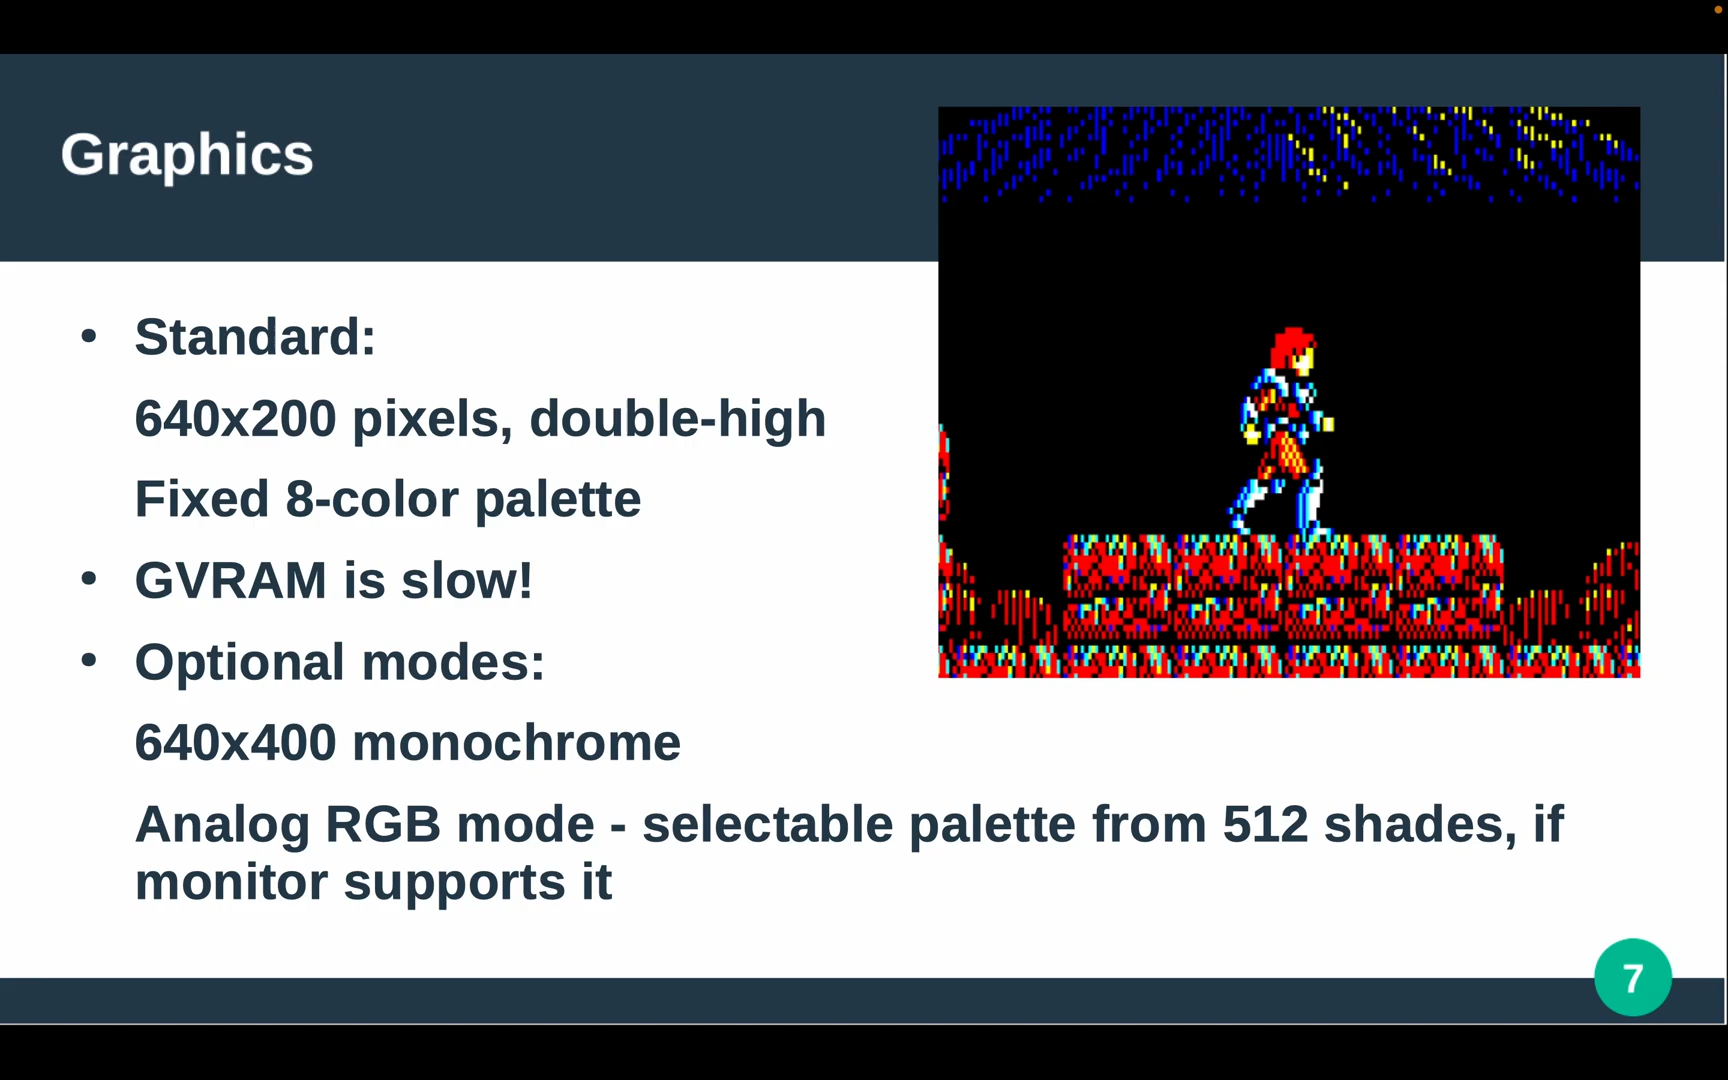 Graphics
• Standard:
640x200 pixels, double-high
Fixed 8-color palette
• GVRAM is slow!
• Optional modes:
640x400 monochrome
Analog RGB mode - selectable palette from 512 shades, if
monitor supports it
7